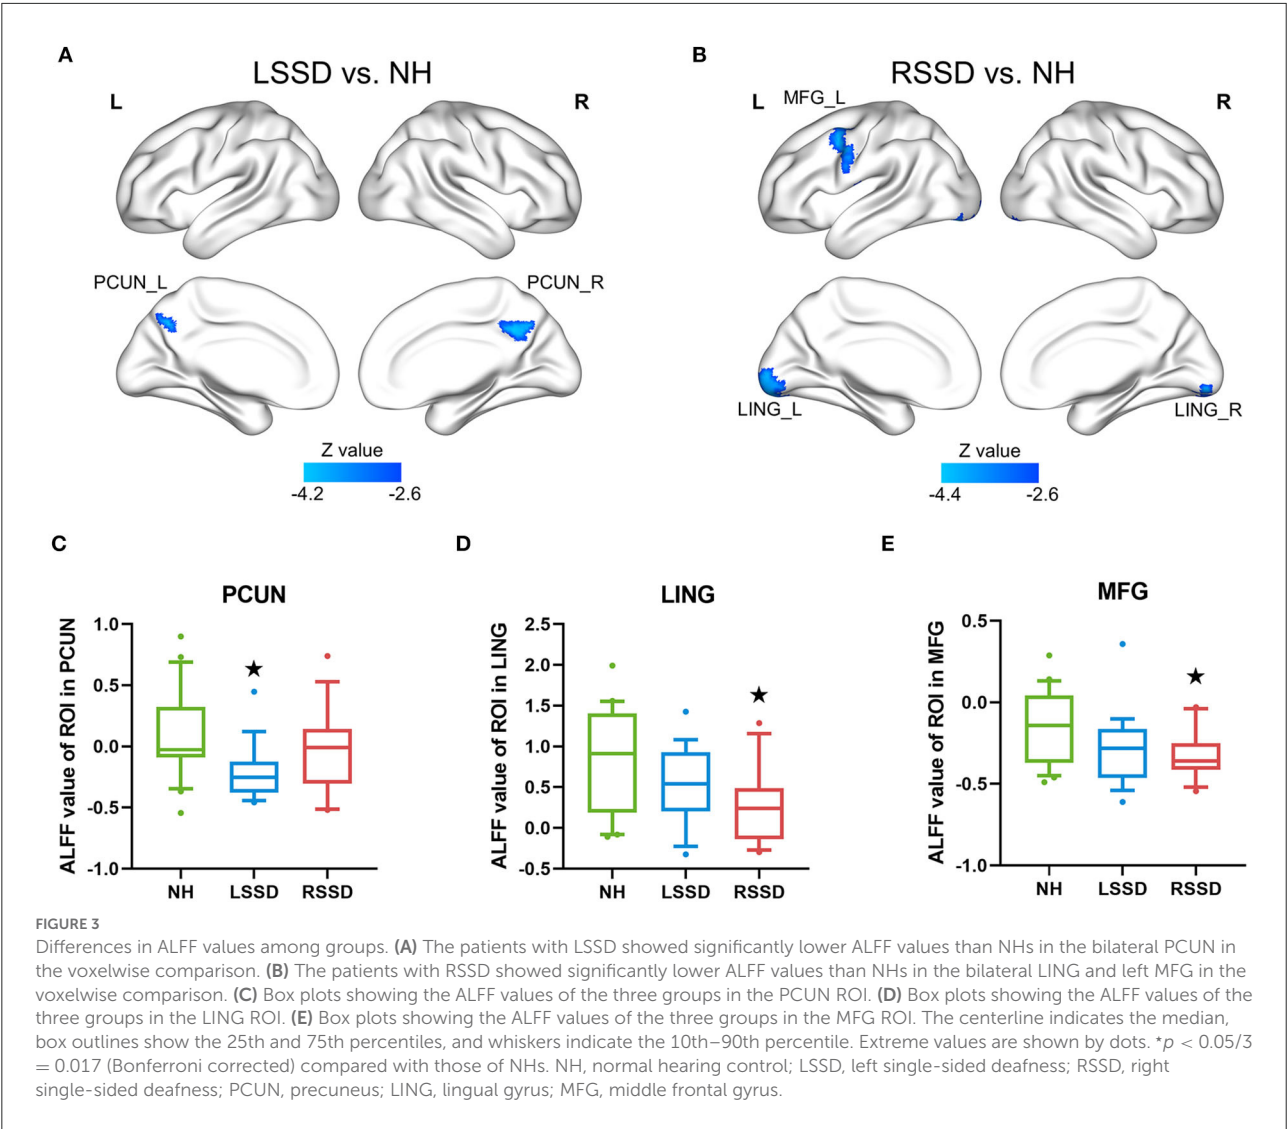 A
LSSD vs. NH
L
R
PCUN_L
PCUN_R
Z value
-4.2
-2.6
B
RSSD vs. NH
L
MFG_L
R
LING_L
LING_R
Z value
-4.4
-2.6
C
PCUN
ALFF value of ROI in PCUN
1.0
0.5
0.0
-0.5
-1.0
★
NH
LSSD
RSSD
D
LING
ALFF value of ROI in LING
2.5
2.0
1.5
1.0
0.5
0.0
-0.5
★
NH
LSSD
RSSD
E
MFG
ALFF value of ROI in MFG
0.5
0.0
-0.5
-1.0
★
NH
LSSD
RSSD
FIGURE 3
Differences in ALFF values among groups. (A) The patients with LSSD showed significantly lower ALFF values than NHs in the bilateral PCUN in
the voxelwise comparison. (B) The patients with RSSD showed significantly lower ALFF values than NHs in the bilateral LING and left MFG in the
voxelwise comparison. (C) Box plots showing the ALFF values of the three groups in the PCUN ROI. (D) Box plots showing the ALFF values of the
three groups in the LING ROI. (E) Box plots showing the ALFF values of the three groups in the MFG ROI. The centerline indicates the median,
box outlines show the 25th and 75th percentiles, and whiskers indicate the 10th–90th percentile. Extreme values are shown by dots. ⋆p < 0.05/3
= 0.017 (Bonferroni corrected) compared with those of NHs. NH, normal hearing control; LSSD, left single-sided deafness; RSSD, right
single-sided deafness; PCUN, precuneus; LING, lingual gyrus; MFG, middle frontal gyrus.